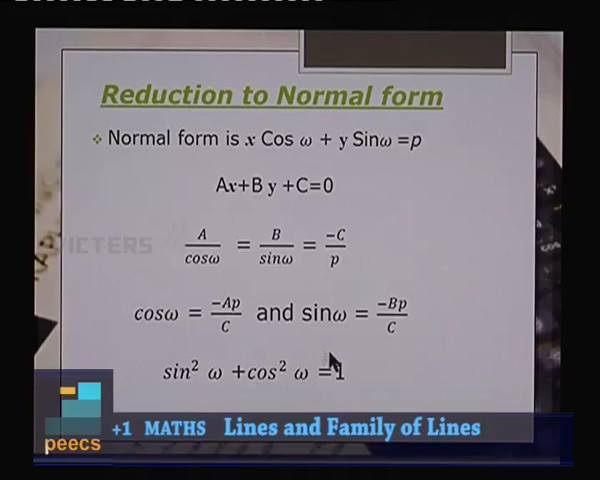 Reduction to Normal form
❖ Normal form is x Cos ω + y Sinω =p
Ax+B y +C=0
VICTERS
A/cosω = B/sinω = −C/p
cosω = −Ap/C and sinω = −Bp/C
sin² ω +cos² ω =1
peecs
+1 MATHS Lines and Family of Lines